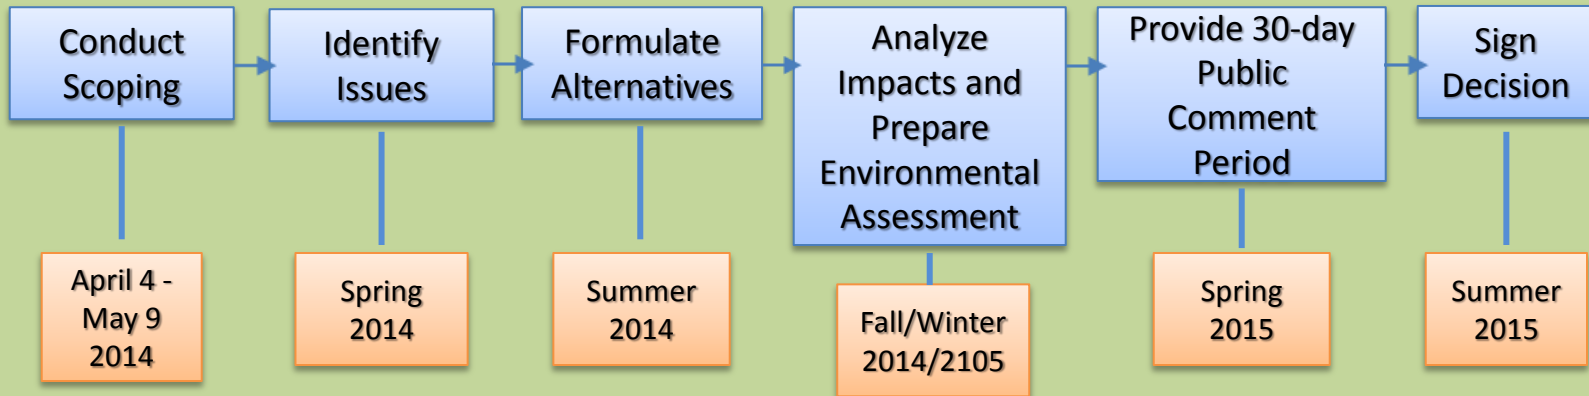 Conduct
Scoping
Identify
Issues
Formulate
Alternatives
Analyze
Impacts and
Prepare
Environmental
Assessment
Provide 30-day
Public
Comment
Period
Sign
Decision
April 4 -
May 9
2014
Spring
2014
Summer
2014
Fall/Winter
2014/2105
Spring
2015
Summer
2015